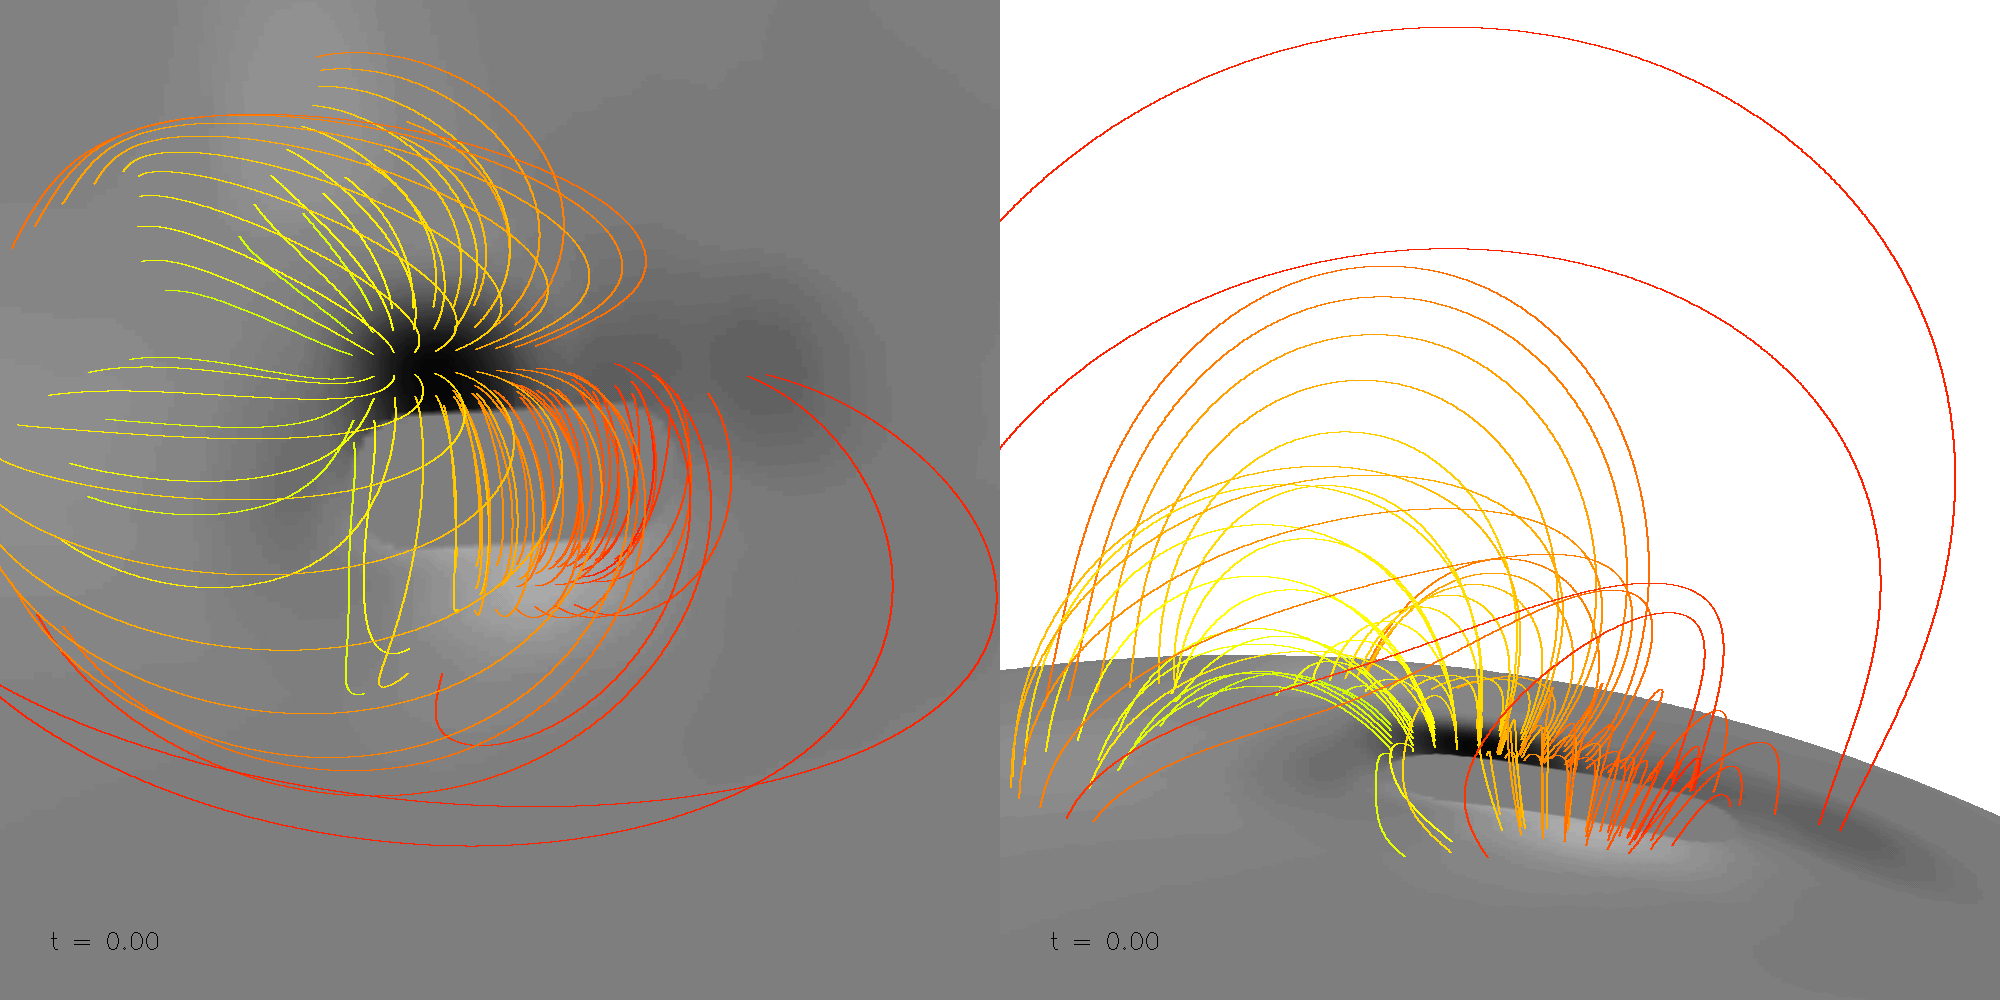 t = 0.00
t = 0.00